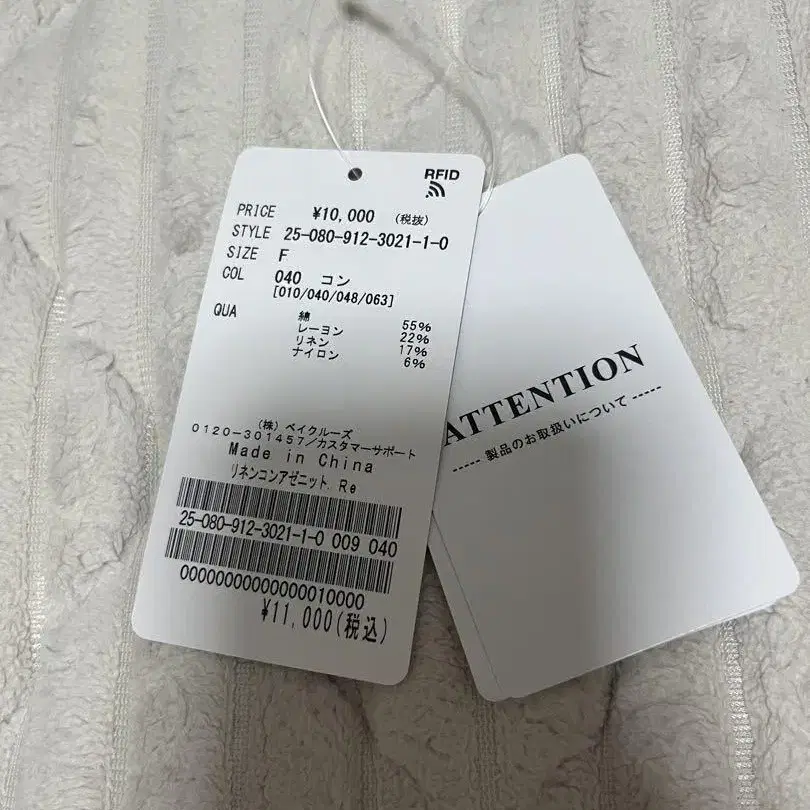 RFID
PRICE ¥10,000 (税抜)
STYLE 25-080-912-3021-1-0
SIZE F
COL 040 コン
[010/040/048/063]
QUA 綿 55%
レーヨン 22%
リネン 17%
ナイロン 6%
(株) ベイクルーズ
0120-301457/カスタマーサポート
Made in China
リネンコンアゼニット Re
25-080-912-3021-1-0 009 040
00000000000000010000
¥11,000(税込)
ATTENTION
----- 製品のお取扱いについて -----